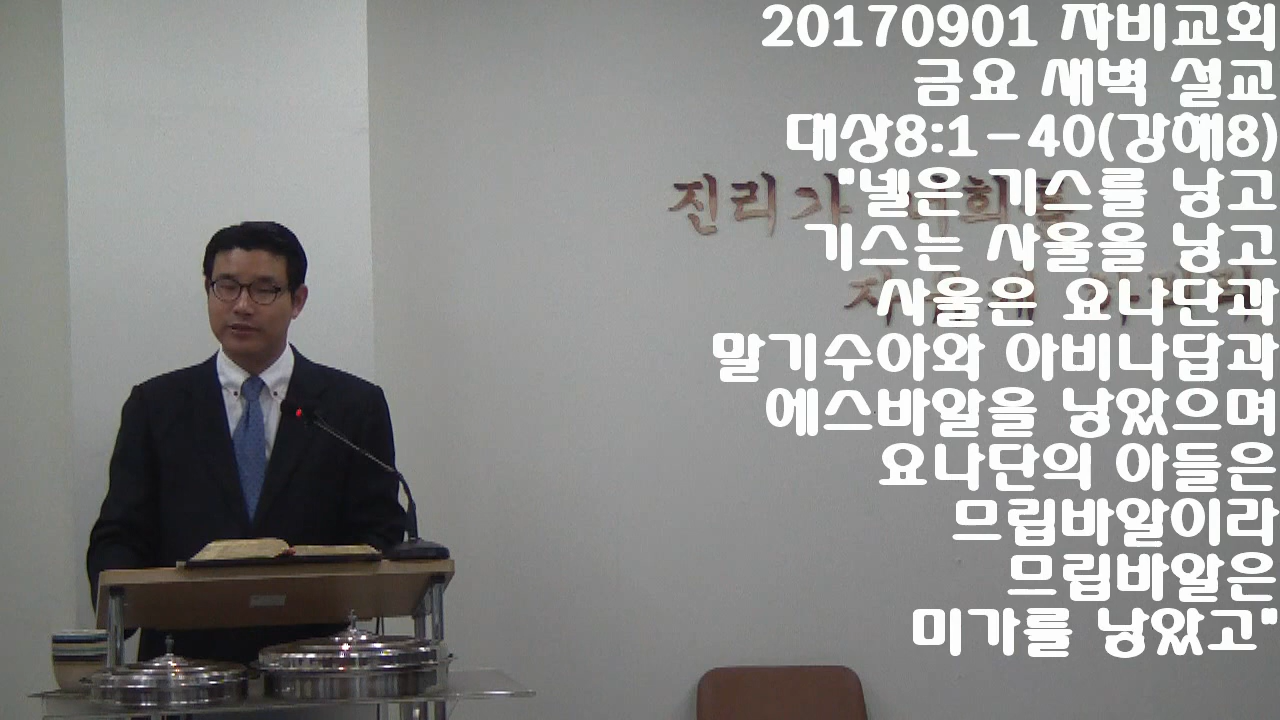 20170901 자비교회
금요 새벽 설교
대상8:1-40(강해8)
"넬은 기스를 낳고
기스는 사울을 낳고
사울은 요나단과
말기수아와 아비나답과
에스바알을 낳았으며
요나단의 아들은
므립바알이라
므립바알은
미가를 낳았고"
진리가